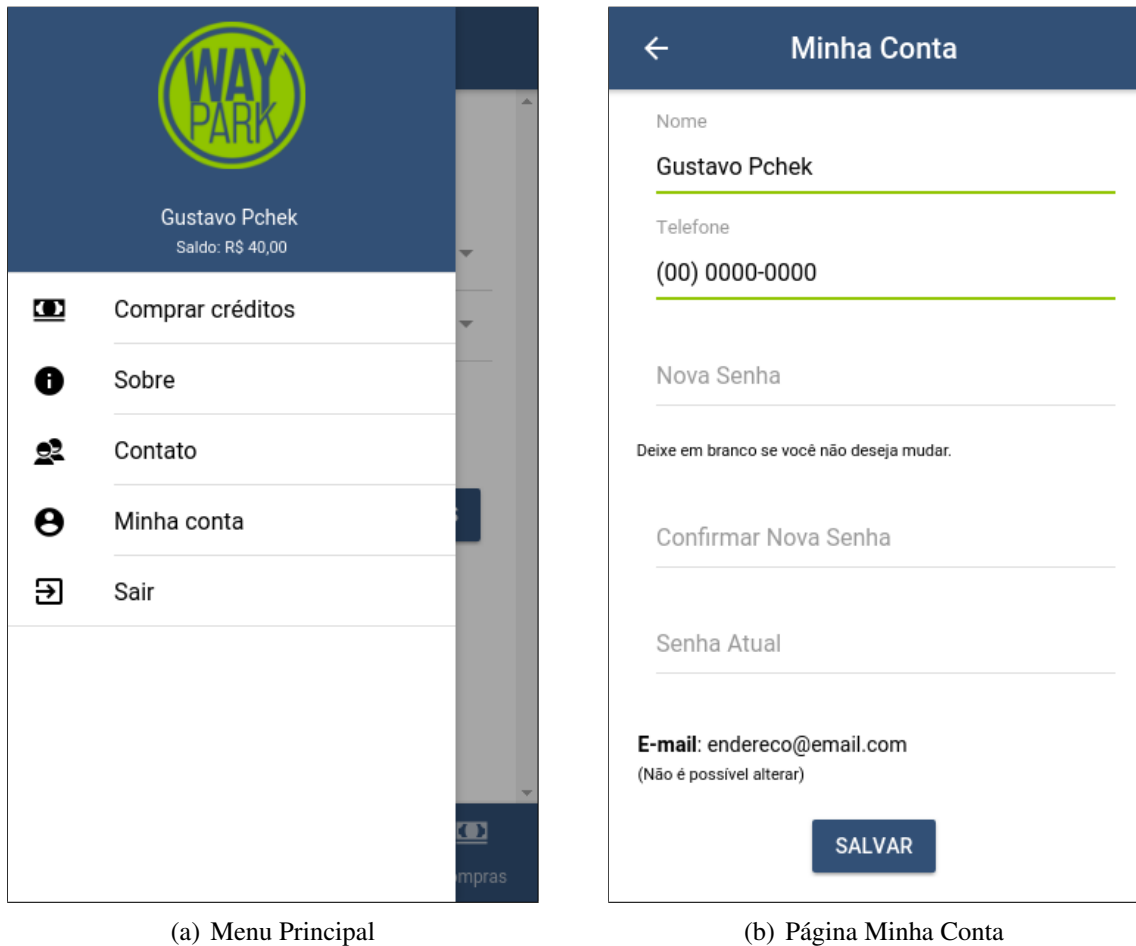 WAY
PARK
Gustavo Pchek
Saldo: R$ 40,00
Comprar créditos
Sobre
Contato
Minha conta
Sair
mpras
(a) Menu Principal
Minha Conta
Nome
Gustavo Pchek
Telefone
(00) 0000-0000
Nova Senha
Deixe em branco se você não deseja mudar.
Confirmar Nova Senha
Senha Atual
E-mail: endereco@email.com
(Não é possível alterar)
SALVAR
(b) Página Minha Conta